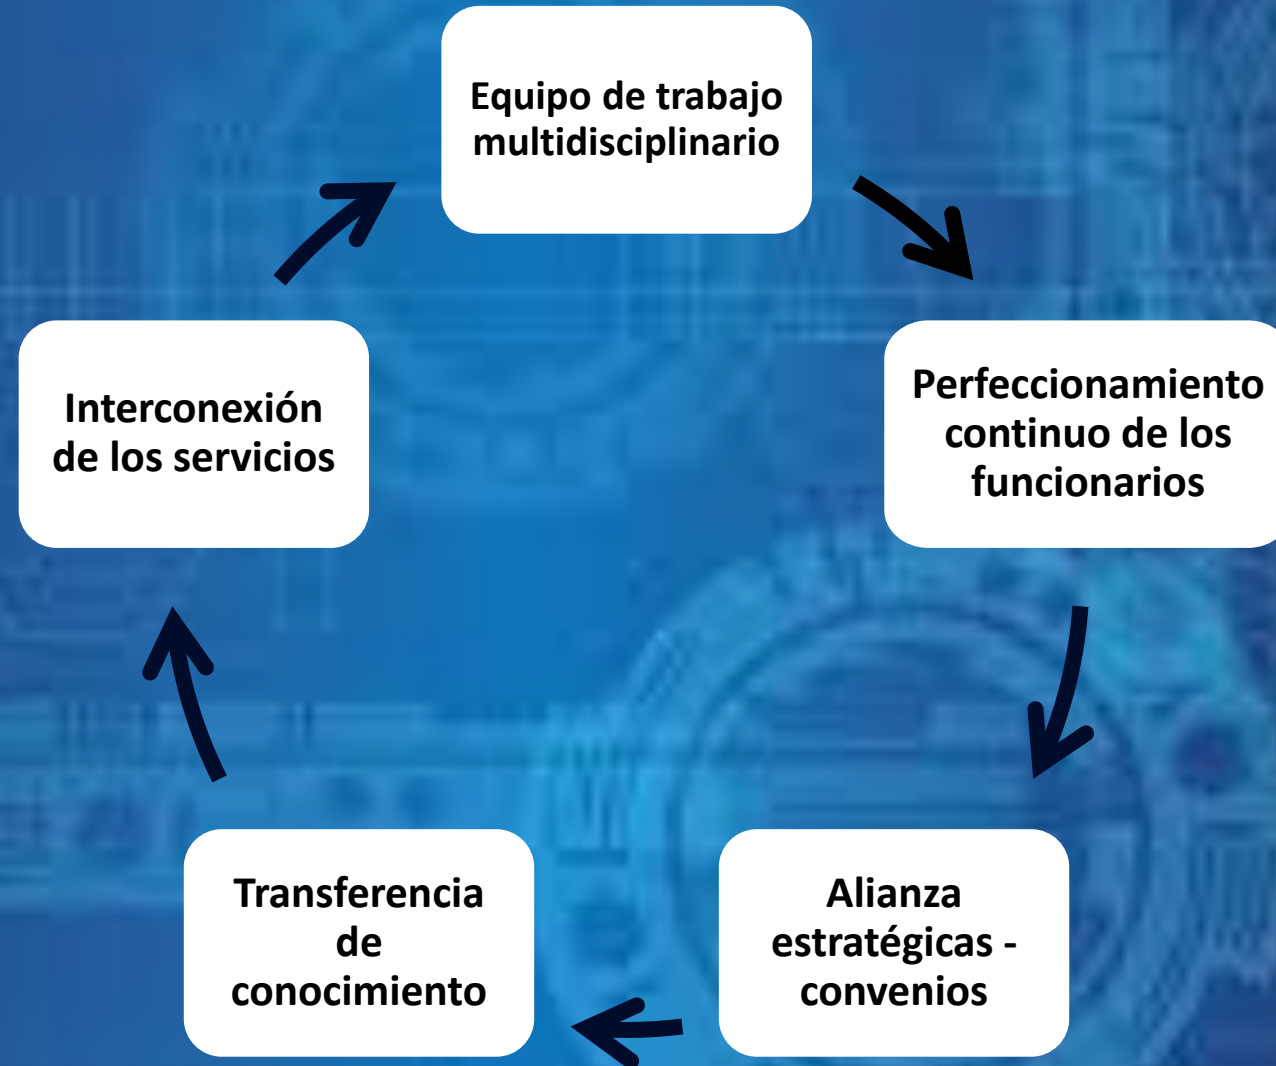 Equipo de trabajo
multidisciplinario
Perfeccionamiento
continuo de los
funcionarios
Alianza
estratégicas -
convenios
Transferencia
de
conocimiento
Interconexión
de los servicios